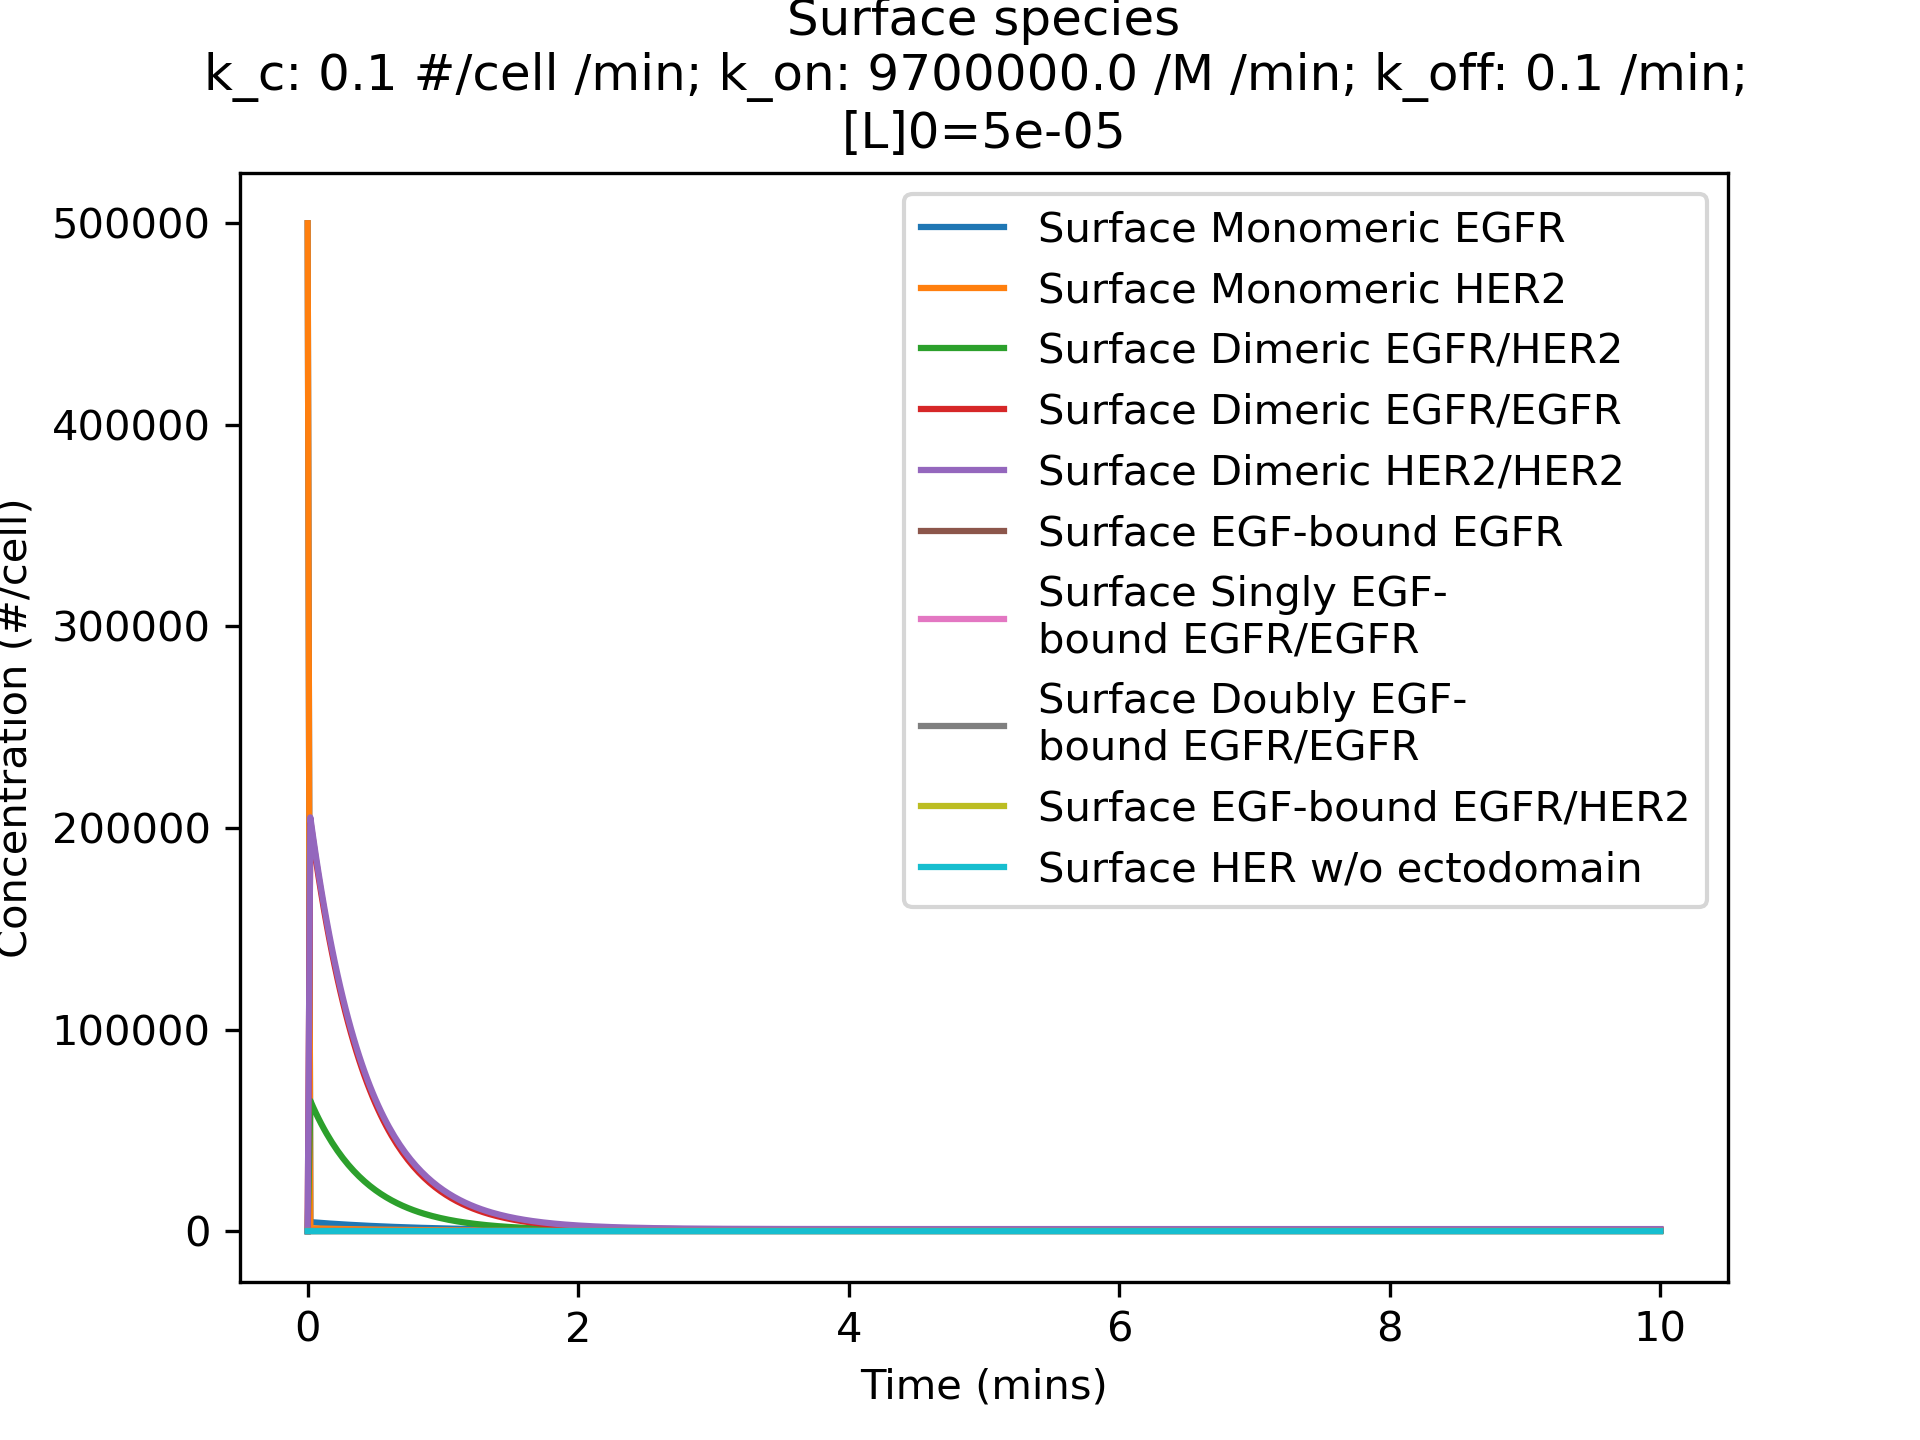 Surface species
k_c: 0.1 #/cell /min; k_on: 9700000.0 /M /min; k_off: 0.1 /min;
[L]0=5e-05
Concentration (#/cell)
500000
400000
300000
200000
100000
0
Surface Monomeric EGFR
Surface Monomeric HER2
Surface Dimeric EGFR/HER2
Surface Dimeric EGFR/EGFR
Surface Dimeric HER2/HER2
Surface EGF-bound EGFR
Surface Singly EGF-
bound EGFR/EGFR
Surface Doubly EGF-
bound EGFR/EGFR
Surface EGF-bound EGFR/HER2
Surface HER w/o ectodomain
0 2 4 6 8 10
Time (mins)